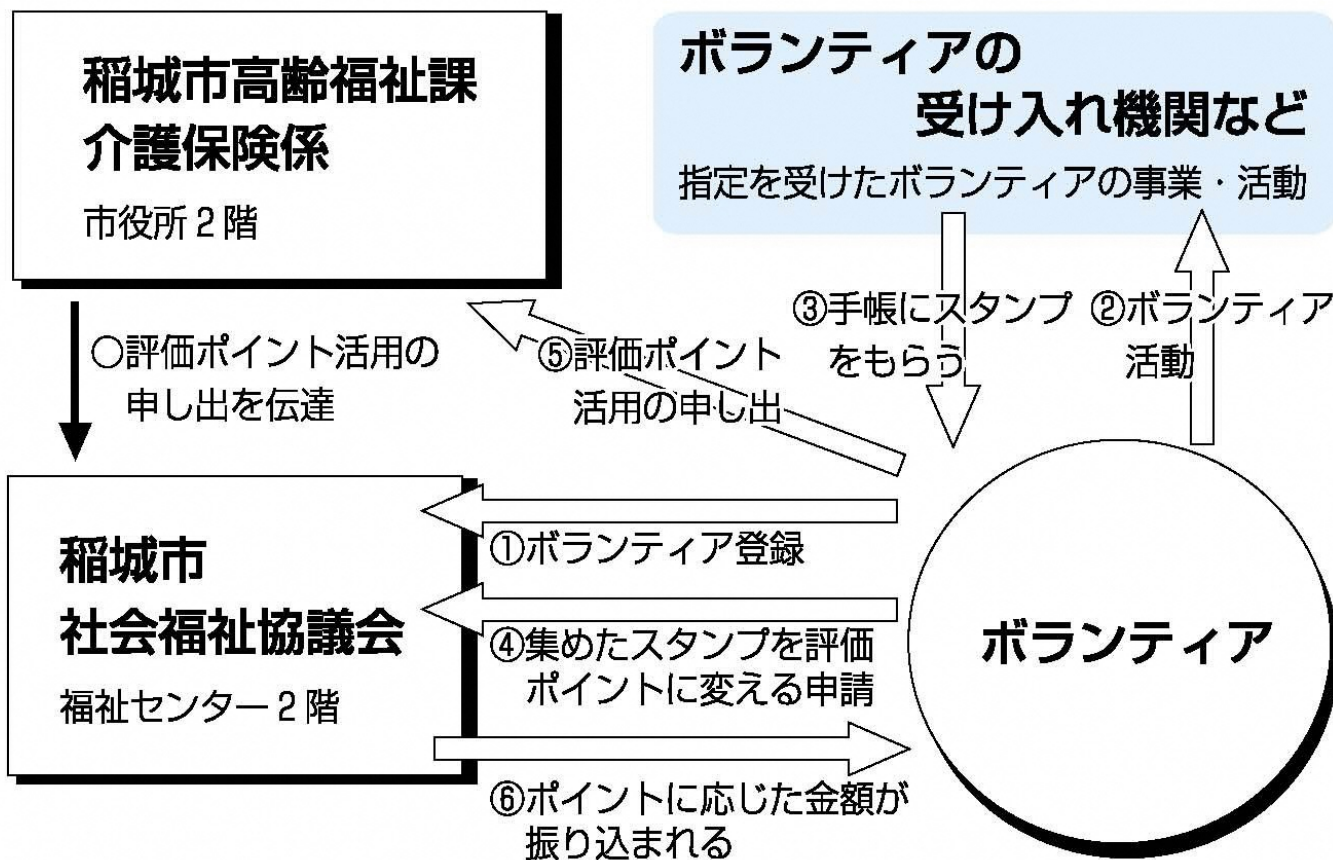 稲城市高齢福祉課
介護保険係
市役所2階
ボランティアの
受け入れ機関など
指定を受けたボランティアの事業・活動
○評価ポイント活用の
申し出を伝達
⑤評価ポイント
活用の申し出
③手帳にスタンプ
をもらう
②ボランティア
活動
稲城市
社会福祉協議会
福祉センター2階
①ボランティア登録
④集めたスタンプを評価
ポイントに変える申請
⑥ポイントに応じた金額が
振り込まれる
ボランティア